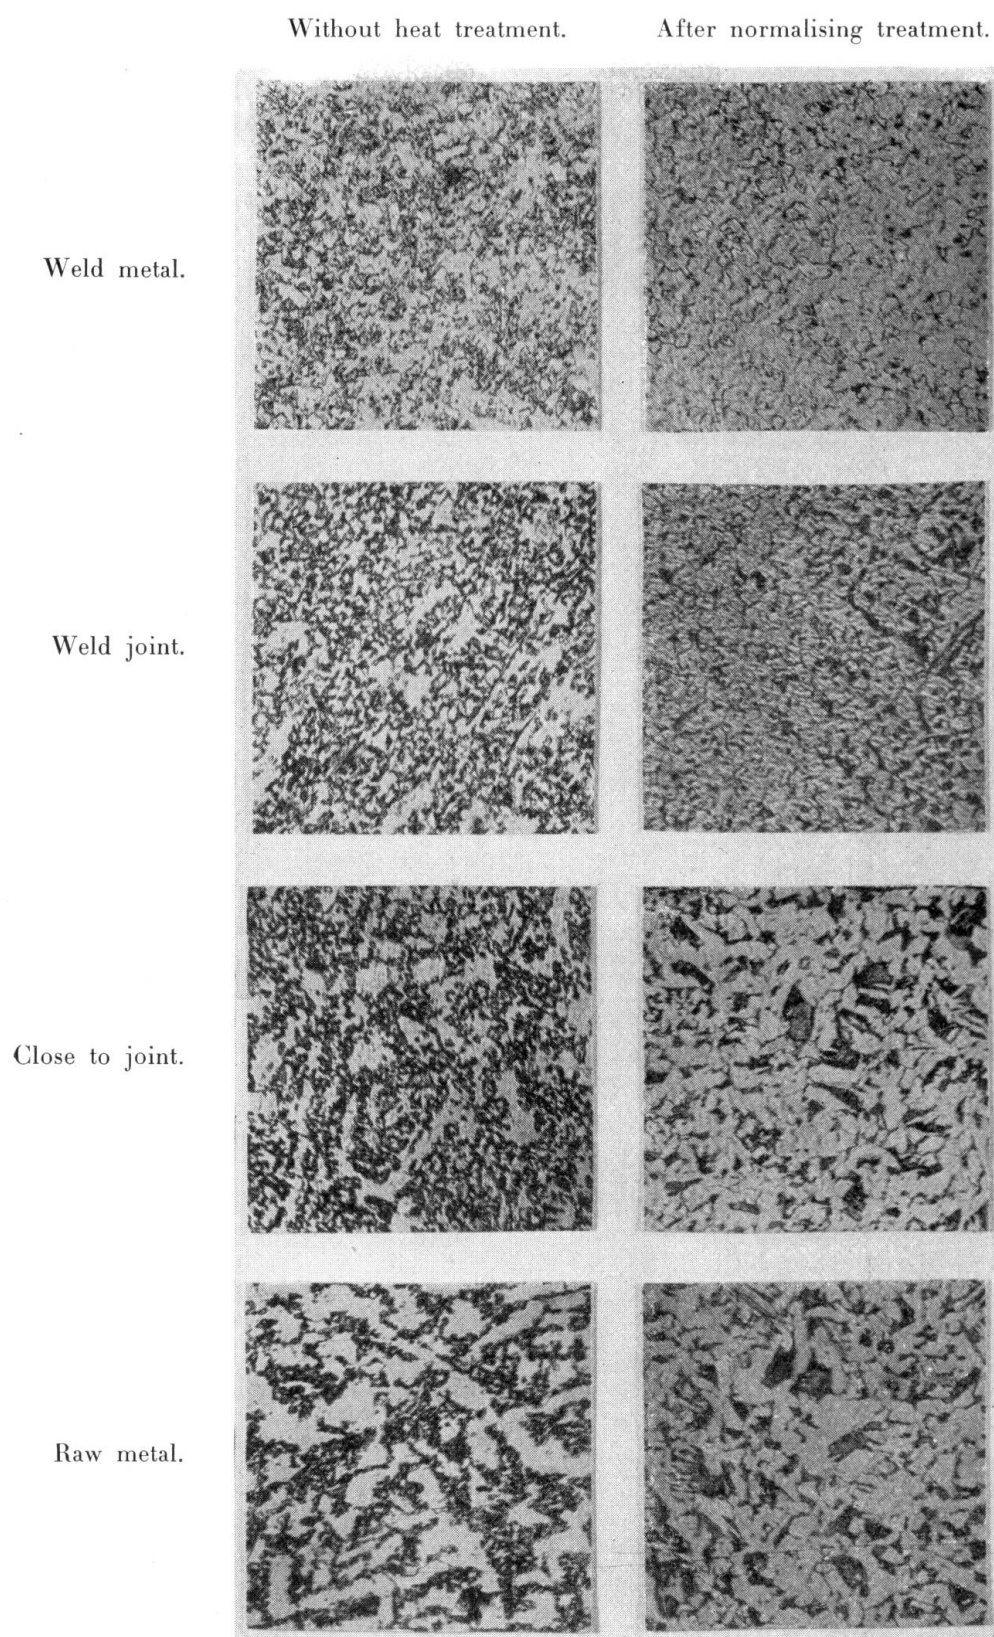 Without heat treatment. After normalising treatment.
Weld metal.
Weld joint.
Close to joint.
Raw metal.